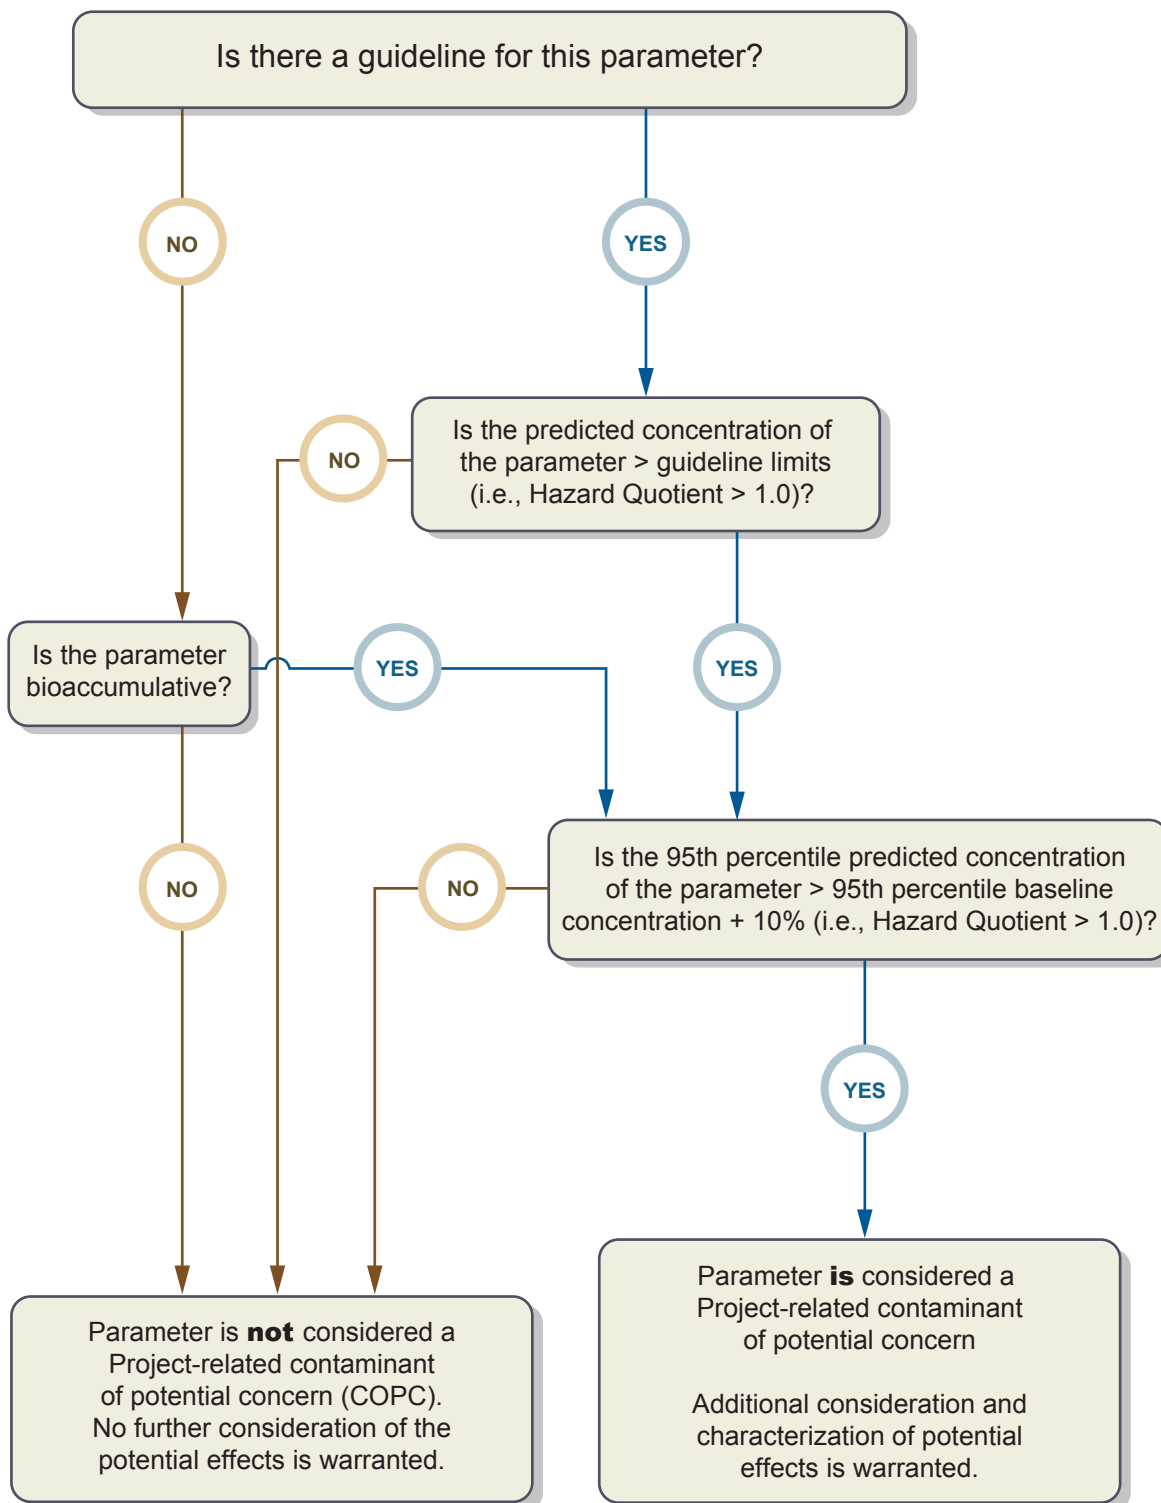 Is there a guideline for this parameter?
NO
YES
Is the predicted concentration of
the parameter > guideline limits
(i.e., Hazard Quotient > 1.0)?
NO
Is the parameter
bioaccumulative?
YES
YES
Is the 95th percentile predicted concentration
of the parameter > 95th percentile baseline
concentration + 10% (i.e., Hazard Quotient > 1.0)?
NO
NO
YES
Parameter is not considered a
Project-related contaminant
of potential concern (COPC).
No further consideration of the
potential effects is warranted.
Parameter is considered a
Project-related contaminant
of potential concern
Additional consideration and
characterization of potential
effects is warranted.